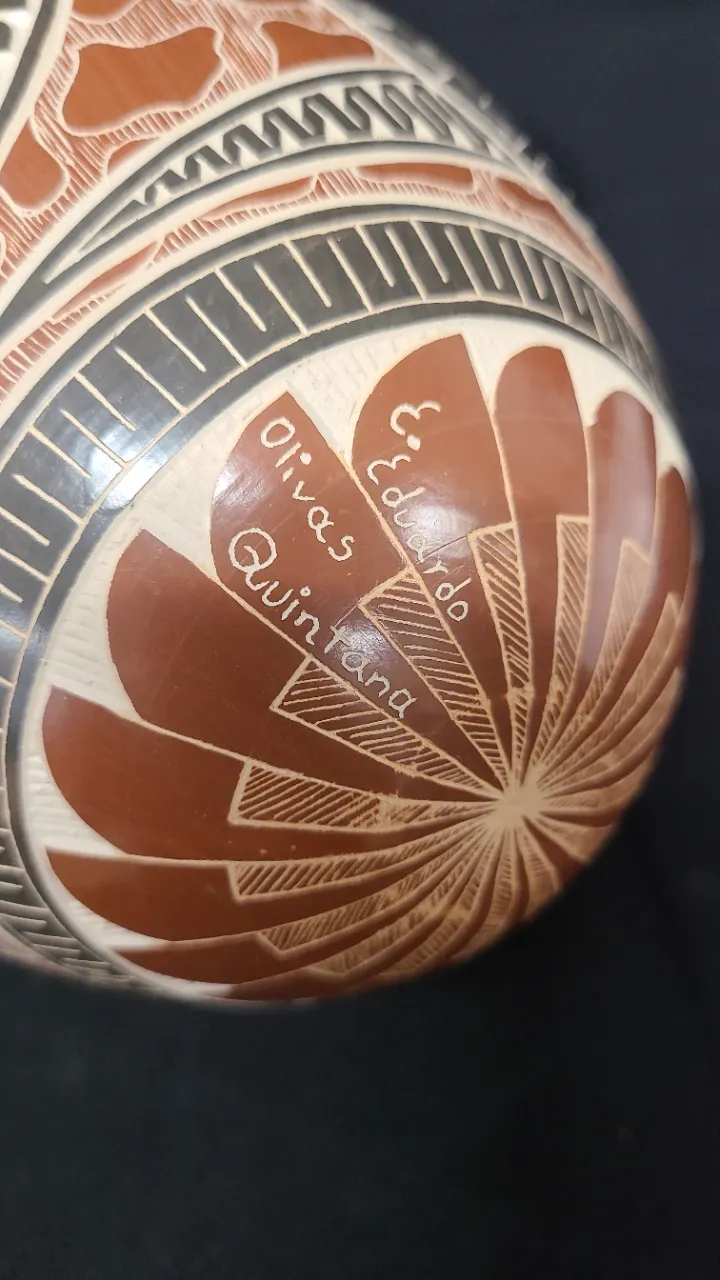 E. Eduardo
Olivas
Quintana